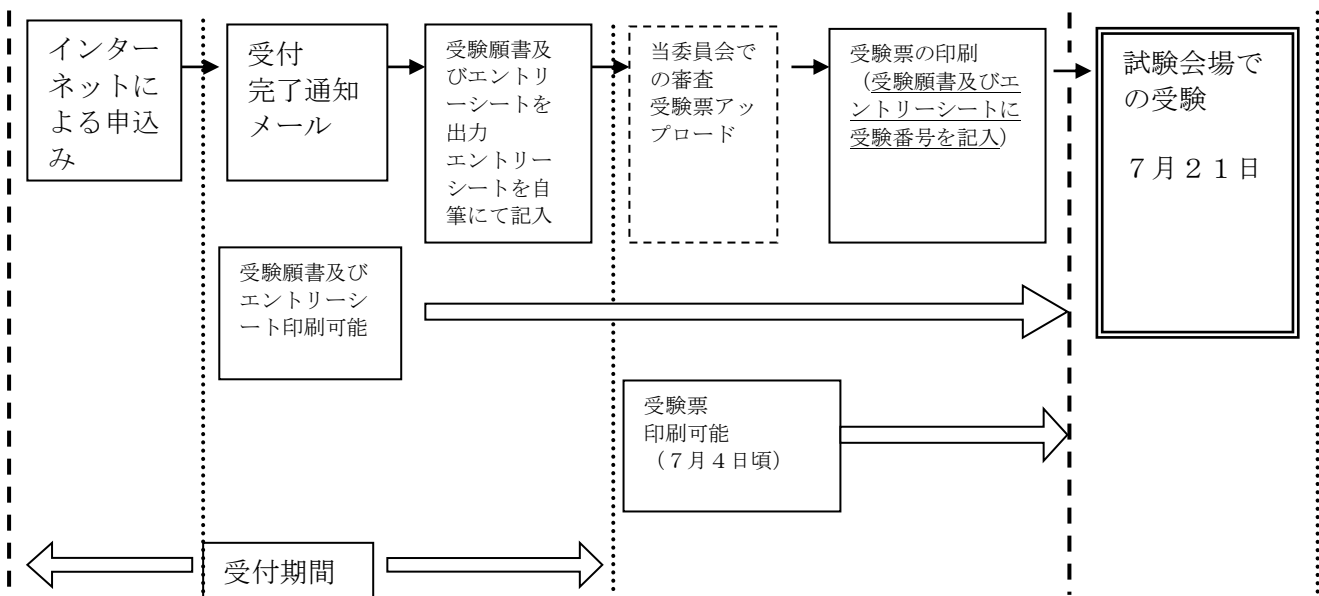 インター
ネットに
よる申込
み
受付
完了通知
メール
受験願書及
びエントリ
ーシートを
出力
エントリー
シートを自
筆にて記入
当委員会で
の審査
受験票アッ
プロード
受験票の印刷
（受験願書及びエ
ントリーシートに
受験番号を記入）
試験会場で
の受験
７月２１日
受験願書及び
エントリーシ
ート印刷可能
受験票
印刷可能
（７月４日頃）
受付期間